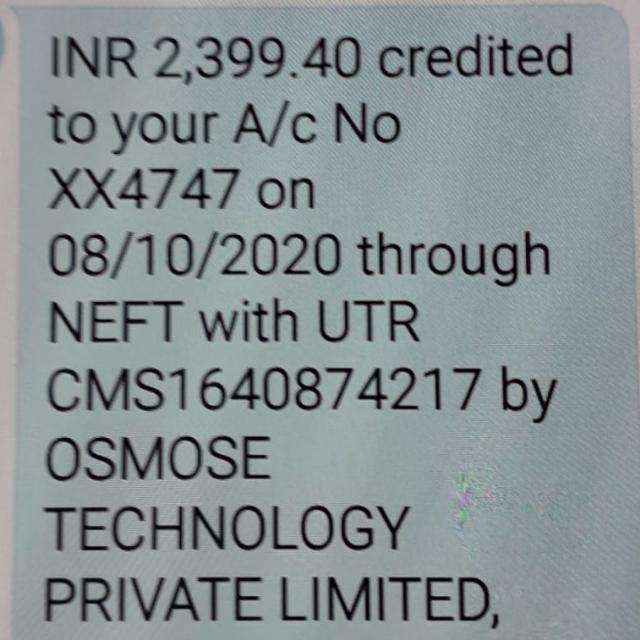 INR 2,399.40 credited
to your A/c No
XX4747 on
08/10/2020 through
NEFT with UTR
CMS1640874217 by
OSMOSE
TECHNOLOGY
PRIVATE LIMITED,